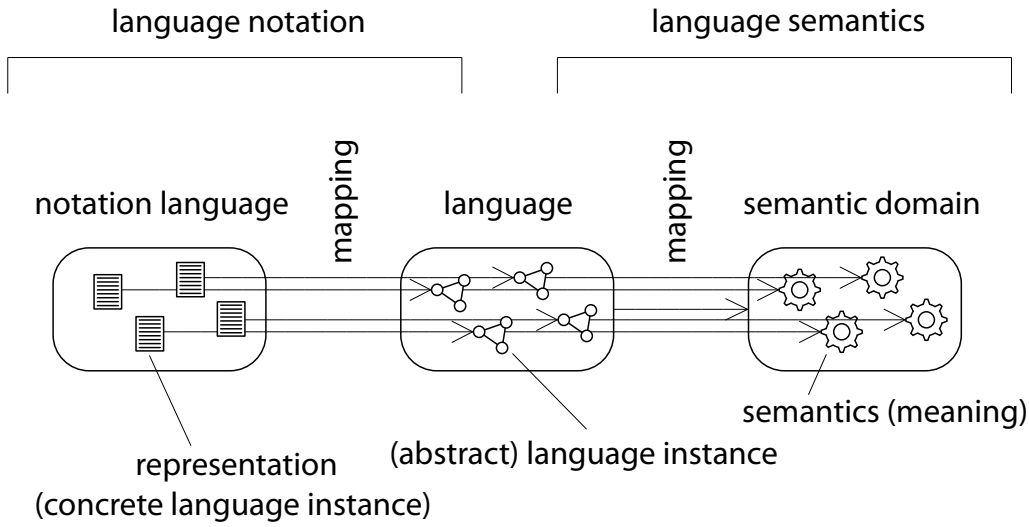 language notation
language semantics
mapping
mapping
notation language
language
semantic domain
semantics (meaning)
(abstract) language instance
representation
(concrete language instance)